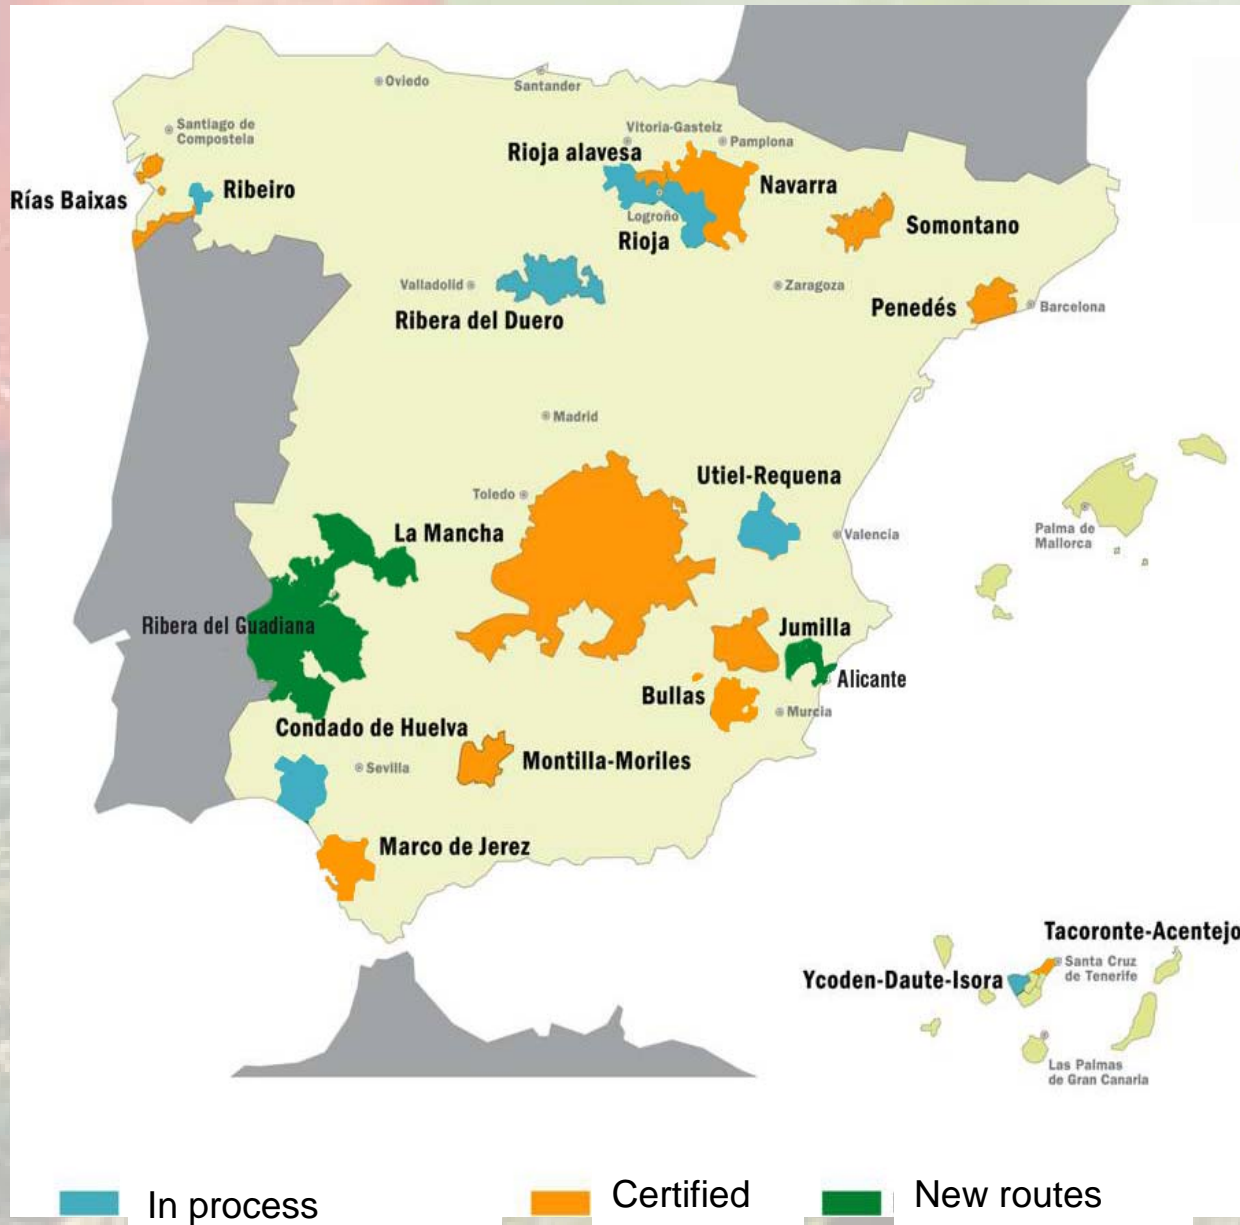 Oviedo
Santander
Santiago de
Compostela
Vitoria-Gasteiz
Pamplona
Rioja alavesa
Rías Baixas
Ribeiro
Navarra
Logroño
Rioja
Somontano
Valladolid
Zaragoza
Ribera del Duero
Penedés
Barcelona
Madrid
Utiel-Requena
Toledo
La Mancha
Valencia
Palma de
Mallorca
Ribera del Guadiana
Jumilla
Alicante
Bullas
Murcia
Condado de Huelva
Montilla-Moriles
Sevilla
Marco de Jerez
Tacoronte-Acentejo
Santa Cruz
de Tenerife
Ycoden-Daute-Isora
Las Palmas
de Gran Canaria
In process
Certified
New routes